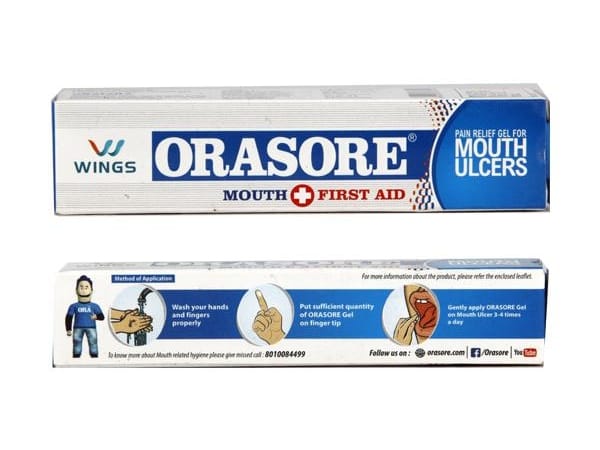 WINGS
ORASORE®
MOUTH FIRST AID
PAIN RELIEF GEL FOR
MOUTH
ULCERS
Method of Application
For more information about the product, please refer the enclosed leaflet.
ORA
Wash your hands
and fingers
properly
Put sufficient quantity
of ORASORE Gel
on finger tip
Gently apply ORASORE Gel
on Mouth Ulcer 3-4 times
a day
To know more about Mouth related hygiene please give missed call : 8010084499
Follow us on : orasore.com | /Orasore | YouTube